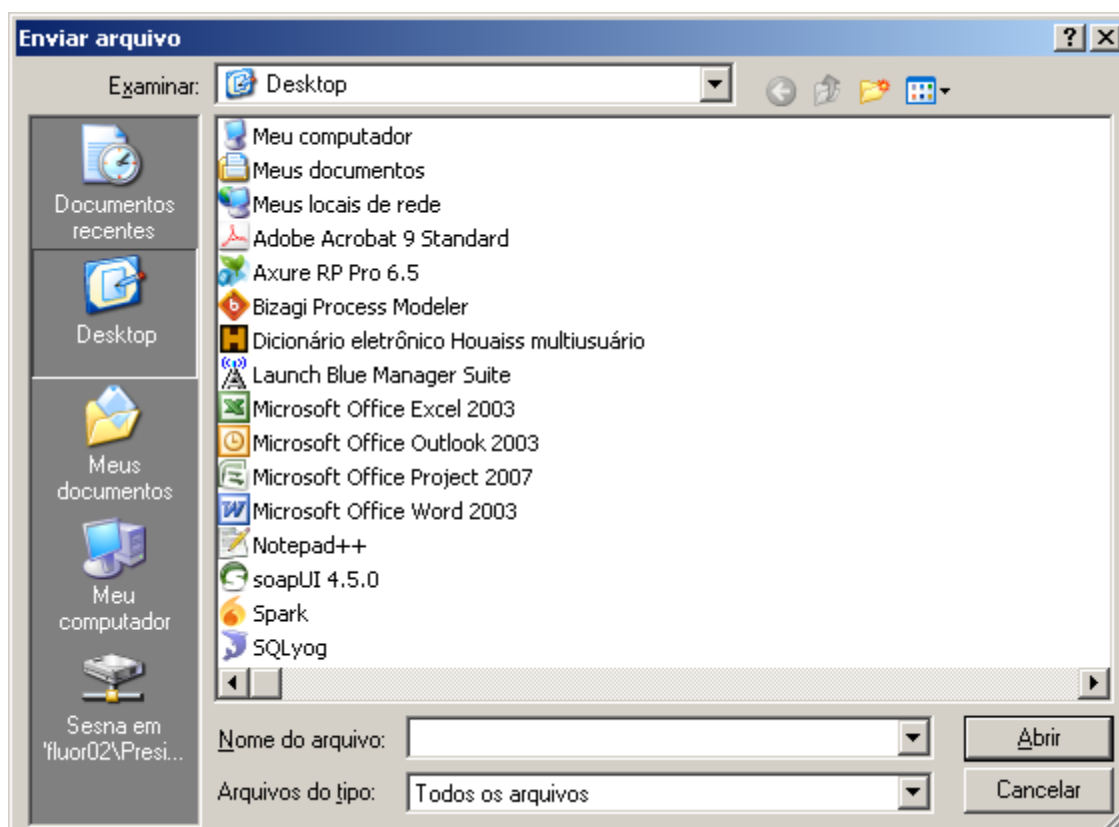 Enviar arquivo
Examinar:
Desktop
Documentos
recentes
Desktop
Meus
documentos
Meu
computador
Sesna em
'fluor02\Presi...
Meu computador
Meus documentos
Meus locais de rede
Adobe Acrobat 9 Standard
Axure RP Pro 6.5
Bizagi Process Modeler
Dicionário eletrônico Houaiss multiusuário
Launch Blue Manager Suite
Microsoft Office Excel 2003
Microsoft Office Outlook 2003
Microsoft Office Project 2007
Microsoft Office Word 2003
Notepad++
soapUI 4.5.0
Spark
SQLyog
Nome do arquivo:
Abrir
Arquivos do tipo:
Todos os arquivos
Cancelar